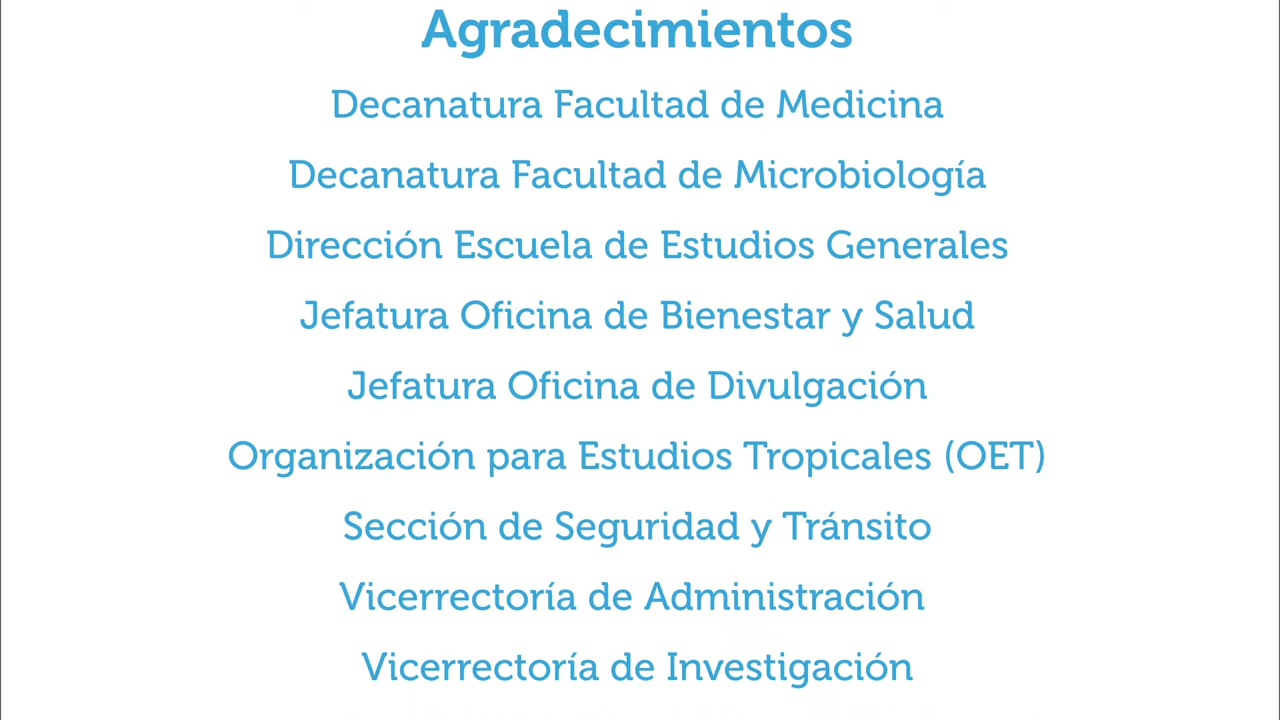 Agradecimientos
Decanatura Facultad de Medicina
Decanatura Facultad de Microbiología
Dirección Escuela de Estudios Generales
Jefatura Oficina de Bienestar y Salud
Jefatura Oficina de Divulgación
Organización para Estudios Tropicales (OET)
Sección de Seguridad y Tránsito
Vicerrectoría de Administración
Vicerrectoría de Investigación